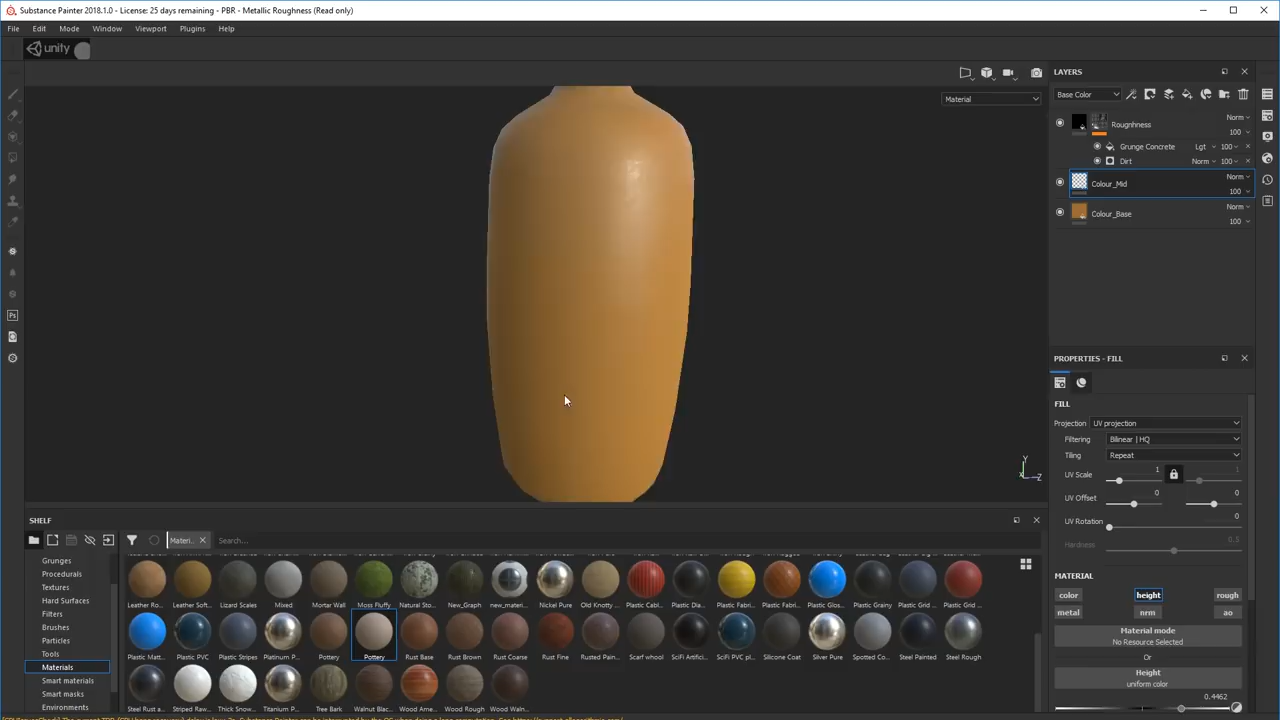 Substance Painter 2018.1.0 - License: 25 days remaining - PBR - Metallic Roughness (Read only)
File Edit Mode Window Viewport Plugins Help
unity
Material
LAYERS
Base Color
Norm
Roughnhess
100
Grunge Concrete Lgt 100
Dirt Norm 100
Norm
Colour_Mid
100
Norm
Colour_Base
100
Ps
PROPERTIES - FILL
FILL
Projection UV projection
Filtering Bilinear | HQ
Tiling Repeat
UV Scale 1 1
UV Offset 0 0
UV Rotation 0
Hardness 0.5
MATERIAL
color height rough
metal nrm ao
Material mode
No Resource Selected
Or
Height
uniform color
0.4462
Y
Z
SHELF
Materi... Search...
Grunges
Procedurals
Textures
Hard Surfaces
Filters
Brushes
Particles
Tools
Materials
Smart materials
Smart masks
Environments
Leather Ro... Leather Soft... Lizard Scales Mixed Mortar Wall Moss Fluffy Natural Sto... New_Graph new_materi... Nickel Pure Old Knotty ... Plastic Cabl... Plastic Dia... Plastic Fabri... Plastic Fabri... Plastic Glos... Plastic Grainy Plastic Grid ... Plastic Grid ...
Plastic Matt... Plastic PVC Plastic Stripes Platinum P... Pottery Pottery Rust Base Rust Brown Rust Coarse Rust Fine Rusted Pain... Scarf whool SciFi Artifici... SciFi PVC pl... Silicone Coat Silver Pure Spotted Co... Steel Painted Steel Rough
Steel Rust a... Striped Raw... Thick Cotto... Titanium P... Tree Bark Walnut Blac... Wood Ame... Wood Rough Wood Waln...